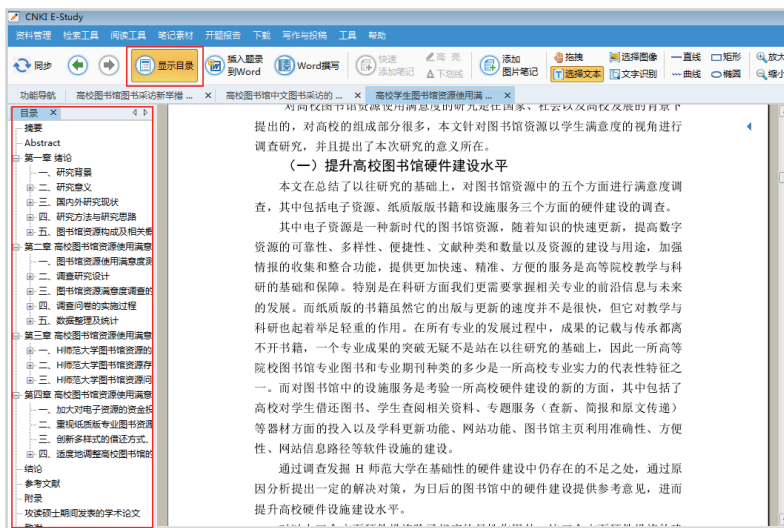 CNKI E-Study
资料管理 检索工具 阅读工具 笔记素材 开题报告 下载 写作与投稿 工具 帮助
同步 显示目录 插入题录到Word Word撰写 快速添加笔记 高亮 下划线 添加图片笔记 拖拽 选择文本 选择图像 文字识别 直线 曲线 矩形 椭圆 放大 缩小
功能导航 高校图书馆图书采访新举措 ... × 高校图书馆中文图书采访的 ... × 高校学生图书馆资源使用满 ... ×
目录 ×
摘要
Abstract
第一章 绪论
一、研究背景
二、研究意义
三、国内外研究现状
四、研究方法与研究思路
五、图书馆资源构成及相关概
第二章 高校图书馆资源使用满意
一、图书馆资源使用满意度测
二、调查研究设计
三、图书馆资源满意度调查的
四、调查问卷的实施过程
五、数据整理及统计
第三章 高校图书馆资源使用满意
一、H师范大学图书馆资源的
二、H师范大学图书馆资源存
三、H师范大学图书馆资源问
第四章 高校图书馆资源使用满意
一、加大对电子资源的资金投
二、重视纸质版专业图书资源
三、创新多样式的借还方式、
四、适度地调整高校图书馆的
结论
参考文献
附录
攻读硕士期间发表的学术论文
对高校图书馆资源使用满意度的研究是在国家、社会以及高校发展的背景下
提出的，对高校的组成部分很多，本文针对图书馆资源以学生满意度的视角进行
调查研究，并且提出了本次研究的意义所在。
（一）提升高校图书馆硬件建设水平
本文在总结了以往研究的基础上，对图书馆资源中的五个方面进行满意度调
查，其中包括电子资源、纸质版版书籍和设施服务三个方面的硬件建设的调查。
其中电子资源是一种新时代的图书馆资源，随着知识的快速更新，提高数字
资源的可靠性、多样性、便捷性、文献种类和数量以及资源的建设与用途，加强
情报的收集和整合功能，提供更加快速、精准、方便的服务是高等院校教学与科
研的基础和保障。特别是在科研方面我们更需要掌握相关专业的前沿信息与未来
的发展。而纸质版的书籍虽然它的出版与更新的速度并不是很快，但它对教学与
科研也起着举足轻重的作用。在所有专业的发展过程中，成果的记载与传承都离
不开书籍，一个专业成果的突破无疑不是站在以往研究的基础上，因此一所高等
院校图书馆专业图书和专业期刊种类的多少是一所高校专业实力的代表性特征之
一。而对图书馆中的设施服务是考验一所高校硬件建设的新的方面，其中包括了
高校对学生借还图书、学生查阅相关资料、专题服务（查新、简报和原文传递）
等器材方面的投入以及学科更新功能、网站功能、图书馆主页利用准确性、方便
性、网站信息路径等软件设施的建设。
通过调查发掘 H 师范大学在基础性的硬件建设中仍存在的不足之处，通过原
因分析提出一定的解决对策，为日后的图书馆中的硬件建设提供参考意见，进而
提升高校硬件设施建设水平。